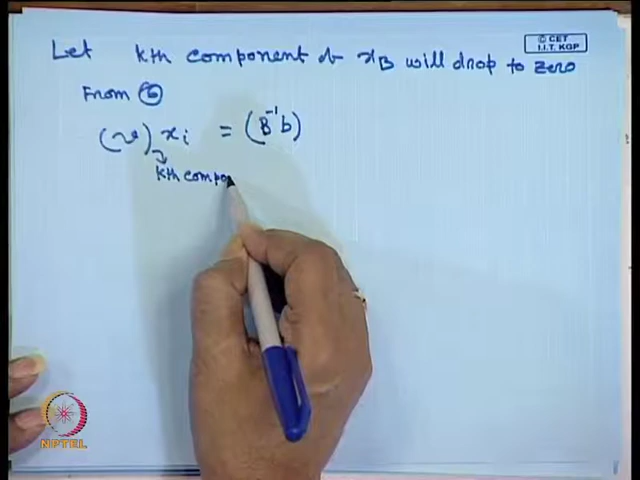 Let kth component of xB will drop to zero
© CET
I.I.T. KGP
From ⑥
(v) xi = (B⁻¹b)
kth compo
NPTEL